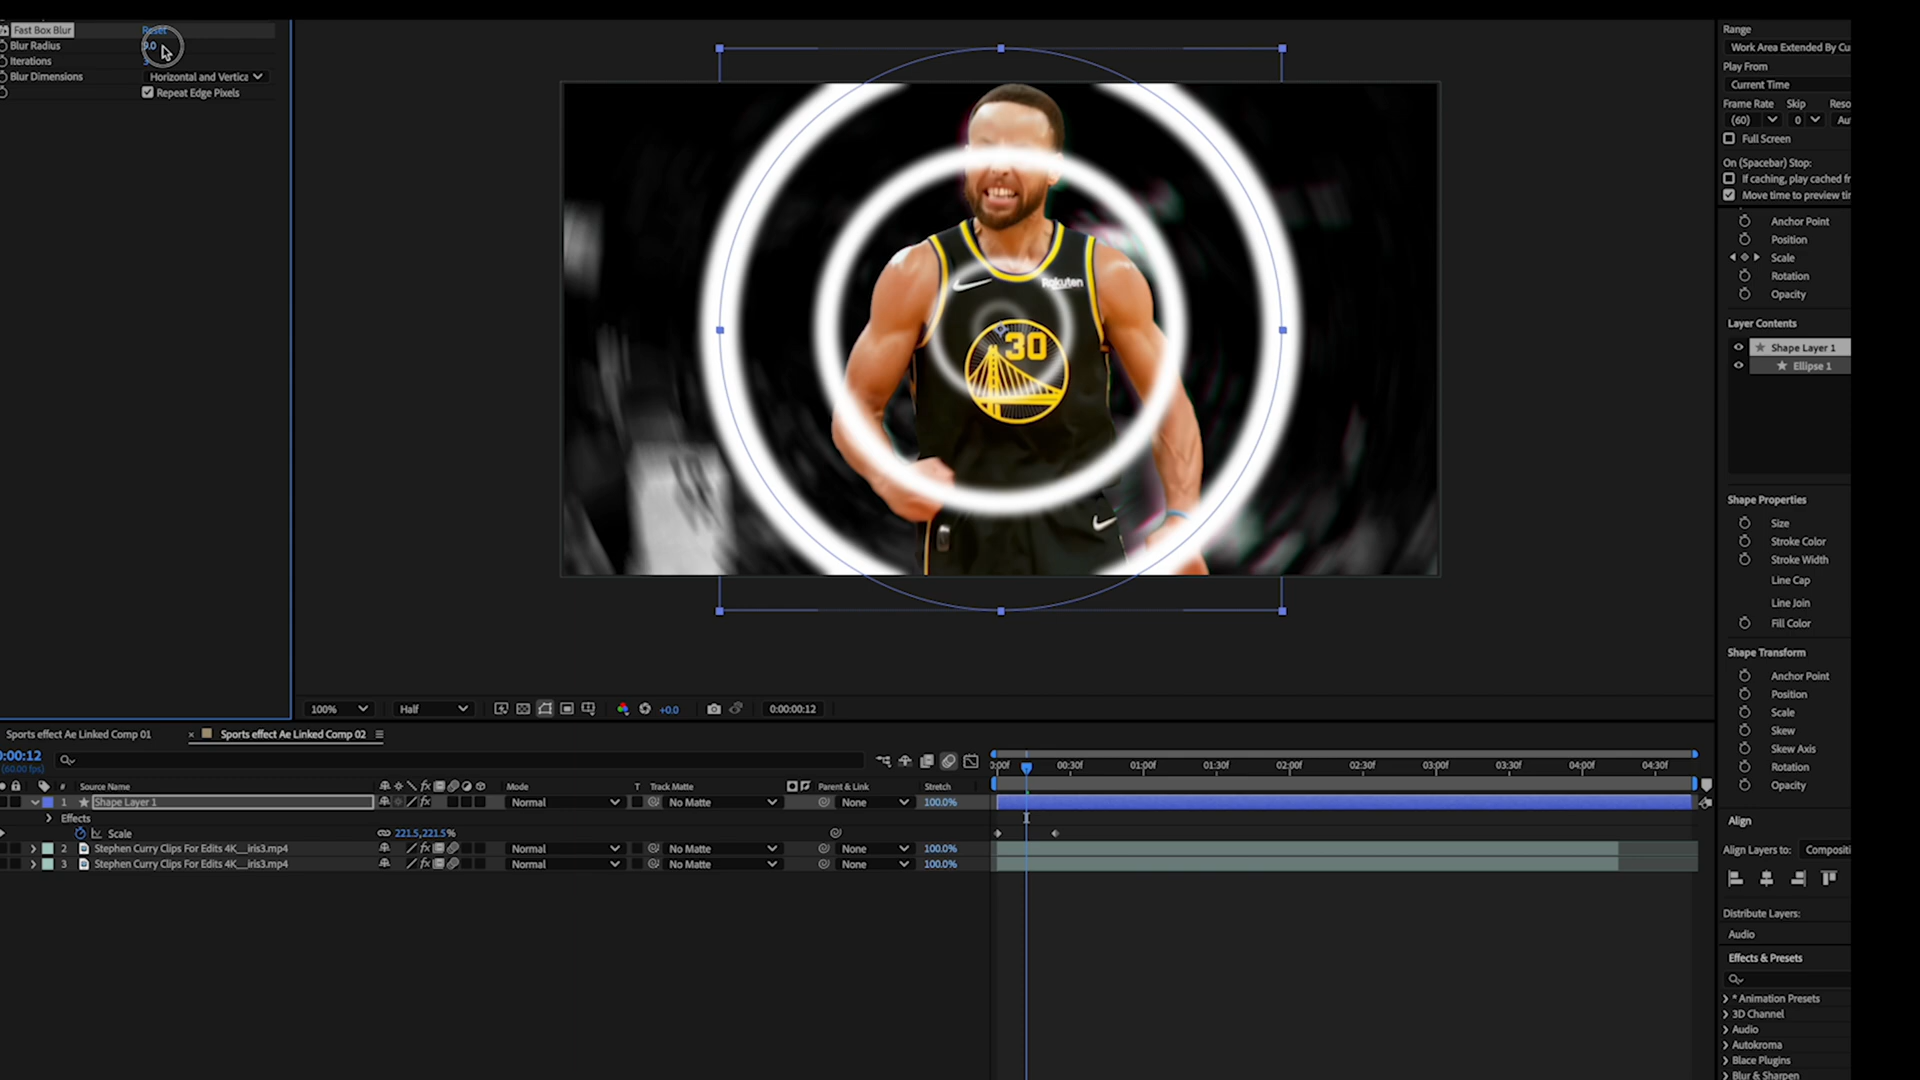 Fast Box Blur Reset
Blur Radius 9.0
Iterations
Blur Dimensions Horizontal and Vertica
Repeat Edge Pixels
Rakuten
30
100% Half +0.0 0:00:00:12
Range
Work Area Extended By Cu
Play From
Current Time
Frame Rate Skip Reso
(60) 0 Au
Full Screen
On (Spacebar) Stop:
If caching, play cached fr
Move time to preview ti
Anchor Point
Position
Scale
Rotation
Opacity
Layer Contents
Shape Layer 1
Ellipse 1
Shape Properties
Size
Stroke Color
Stroke Width
Line Cap
Line Join
Fill Color
Shape Transform
Anchor Point
Position
Scale
Skew
Skew Axis
Rotation
Opacity
Align
Align Layers to: Compositi
Distribute Layers:
Audio
Effects & Presets
* Animation Presets
3D Channel
Audio
Autokroma
Blace Plugins
Blur & Sharpen
Sports effect Ae Linked Comp 01 × Sports effect Ae Linked Comp 02
0:00:12
(60.00 fps)
:00f 00:30f 01:00f 01:30f 02:00f 02:30f 03:00f 03:30f 04:00f 04:30f
# Source Name fx Mode T Track Matte Parent & Link Stretch
1 Shape Layer 1 fx Normal No Matte None 100.0%
Effects
Scale 221.5,221.5%
2 Stephen Curry Clips For Edits 4K__iris3.mp4 fx Normal No Matte None 100.0%
3 Stephen Curry Clips For Edits 4K__iris3.mp4 fx Normal No Matte None 100.0%